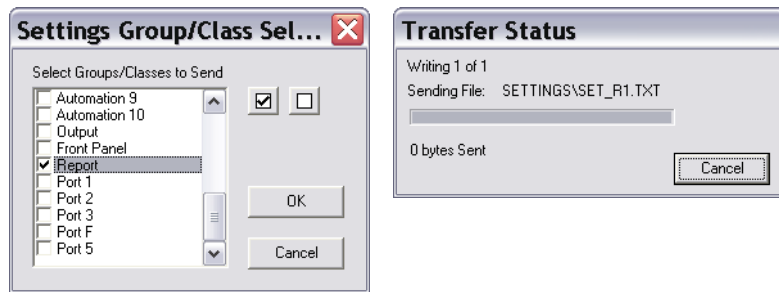 Settings Group/Class Sel...
Select Groups/Classes to Send
Automation 9
Automation 10
Output
Front Panel
Report
Port 1
Port 2
Port 3
Port F
Port 5
OK
Cancel
Transfer Status
Writing 1 of 1
Sending File: SETTINGS\SET_R1.TXT
0 bytes Sent
Cancel